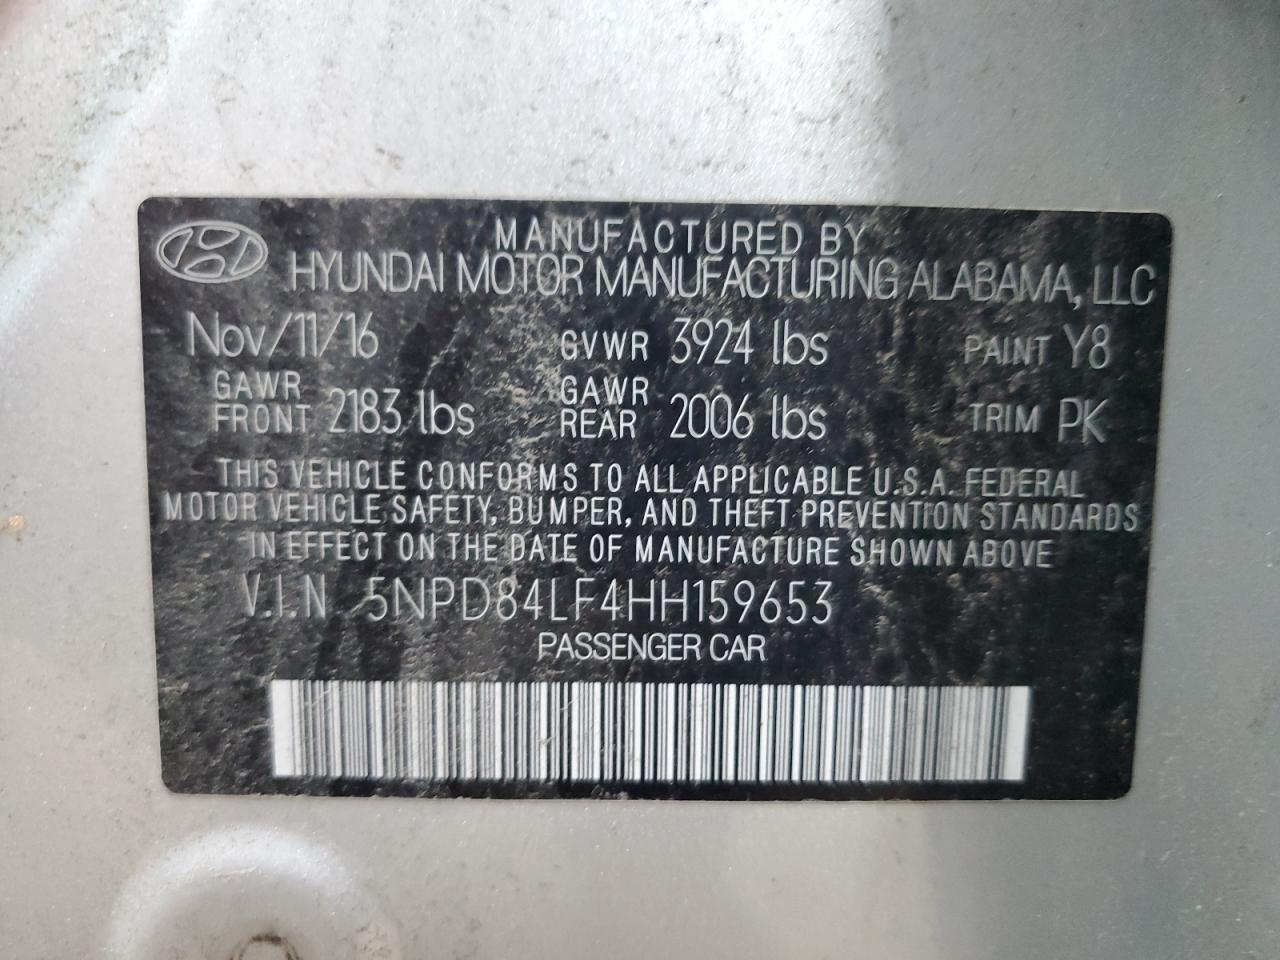 MANUFACTURED BY
HYUNDAI MOTOR MANUFACTURING ALABAMA, LLC
Nov/11/16 GVWR 3924 lbs PAINT Y8
GAWR FRONT 2183 lbs GAWR REAR 2006 lbs TRIM PK
THIS VEHICLE CONFORMS TO ALL APPLICABLE U.S.A. FEDERAL
MOTOR VEHICLE SAFETY, BUMPER, AND THEFT PREVENTION STANDARDS
IN EFFECT ON THE DATE OF MANUFACTURE SHOWN ABOVE
V.I.N 5NPD84LF4HH159653
PASSENGER CAR